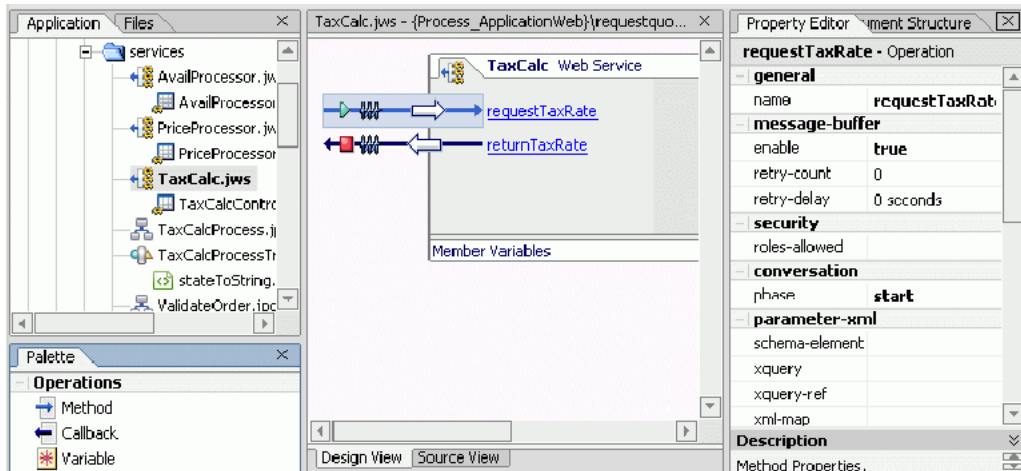 Application
Files
services
AvailProcessor.jw
AvailProcessor
PriceProcessor.jw
PriceProcessor
TaxCalc.jws
TaxCalcContro
TaxCalcProcess.j
TaxCalcProcessTr
stateToString.
ValidateOrder.jpd
Palette
Operations
Method
Callback
Variable
TaxCalc.jws - {Process_ApplicationWeb}\requestquo...
TaxCalc Web Service
requestTaxRate
returnTaxRate
Member Variables
Design View
Source View
Property Editor
ument Structure
requestTaxRate - Operation
general
name requestTaxRat
message-buffer
enable true
retry-count 0
retry-delay 0 seconds
security
roles-allowed
conversation
phase start
parameter-xml
schema-element
xquery
xquery-ref
xml-map
Description
Method Properties.